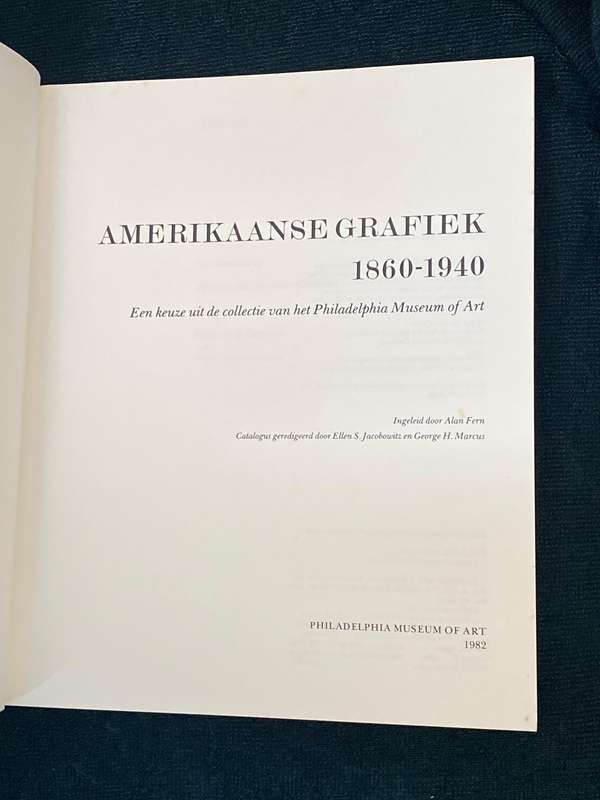 AMERIKAANSE GRAFIEK
1860-1940
Een keuze uit de collectie van het Philadelphia Museum of Art
Ingeleid door Alan Fern
Catalogus geredigeerd door Ellen S. Jacobowitz en George H. Marcus
PHILADELPHIA MUSEUM OF ART
1982